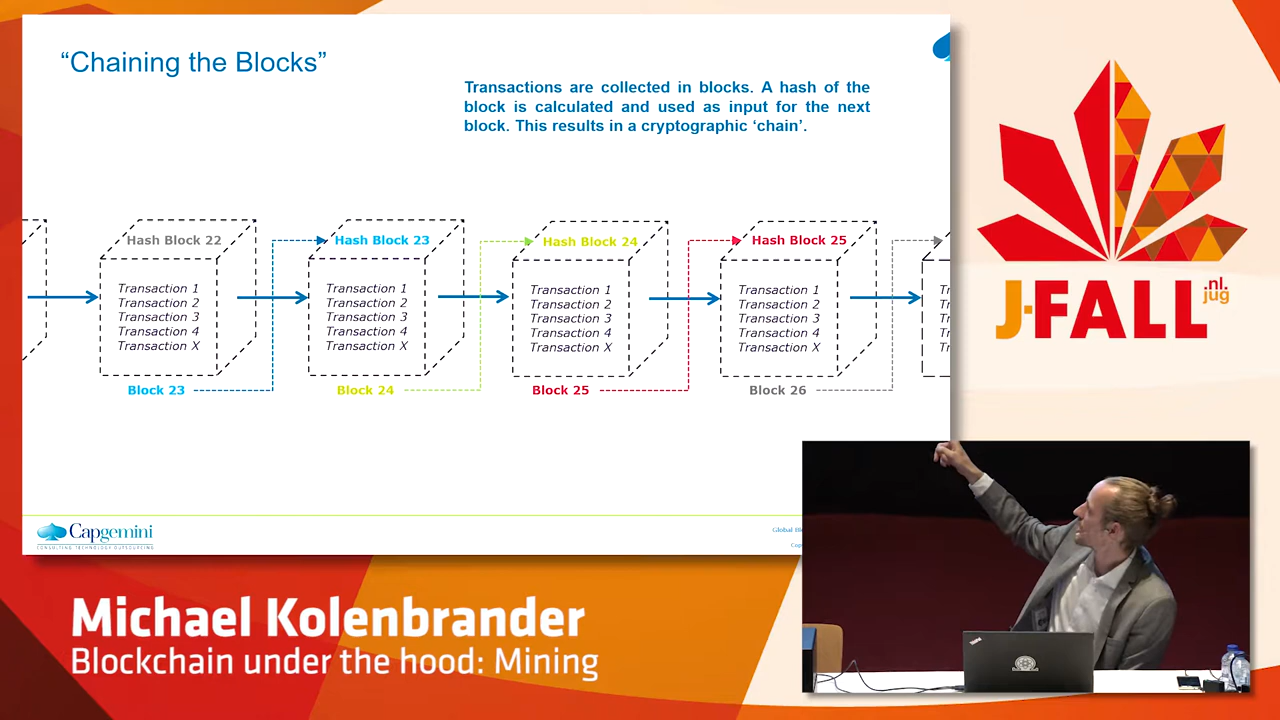 “Chaining the Blocks”
Transactions are collected in blocks. A hash of the
block is calculated and used as input for the next
block. This results in a cryptographic ‘chain’.
Hash Block 22
Transaction 1
Transaction 2
Transaction 3
Transaction 4
Transaction X
Block 23
Hash Block 23
Transaction 1
Transaction 2
Transaction 3
Transaction 4
Transaction X
Block 24
Hash Block 24
Transaction 1
Transaction 2
Transaction 3
Transaction 4
Transaction X
Block 25
Hash Block 25
Transaction 1
Transaction 2
Transaction 3
Transaction 4
Transaction X
Block 26
Capgemini
CONSULTING.TECHNOLOGY.OUTSOURCING
Global
J-FALL
.nl.
jug
Michael Kolenbrander
Blockchain under the hood: Mining